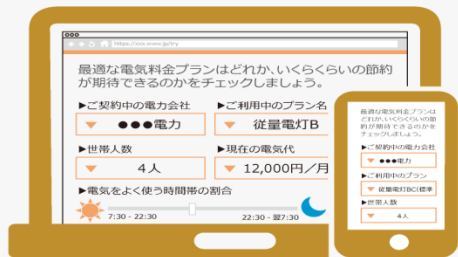 https://xxx.xxxx.jp/try
最適な電気料金プランはどれか、いくらくらいの節約
が期待できるのかをチェックしましょう。
▶ご契約中の電力会社 ▶ご利用中のプラン名
▼ ●●●電力 ▼ 従量電灯B
▶世帯人数 ▶現在の電気代
▼ 4人 ▼ 12,000円／月
▶電気をよく使う時間帯の割合
7:30 - 22:30 22:30 - 翌7:30
最適な電気料金プランは
どれか、いくらくらいの節
約が期待できるのかを
チェックしましょう。
▶ご契約中の電力会社
▼ ●●●電力
▶ご利用中のプラン
▼ 従量電灯BC(標準
▶世帯人数
▼ 4人